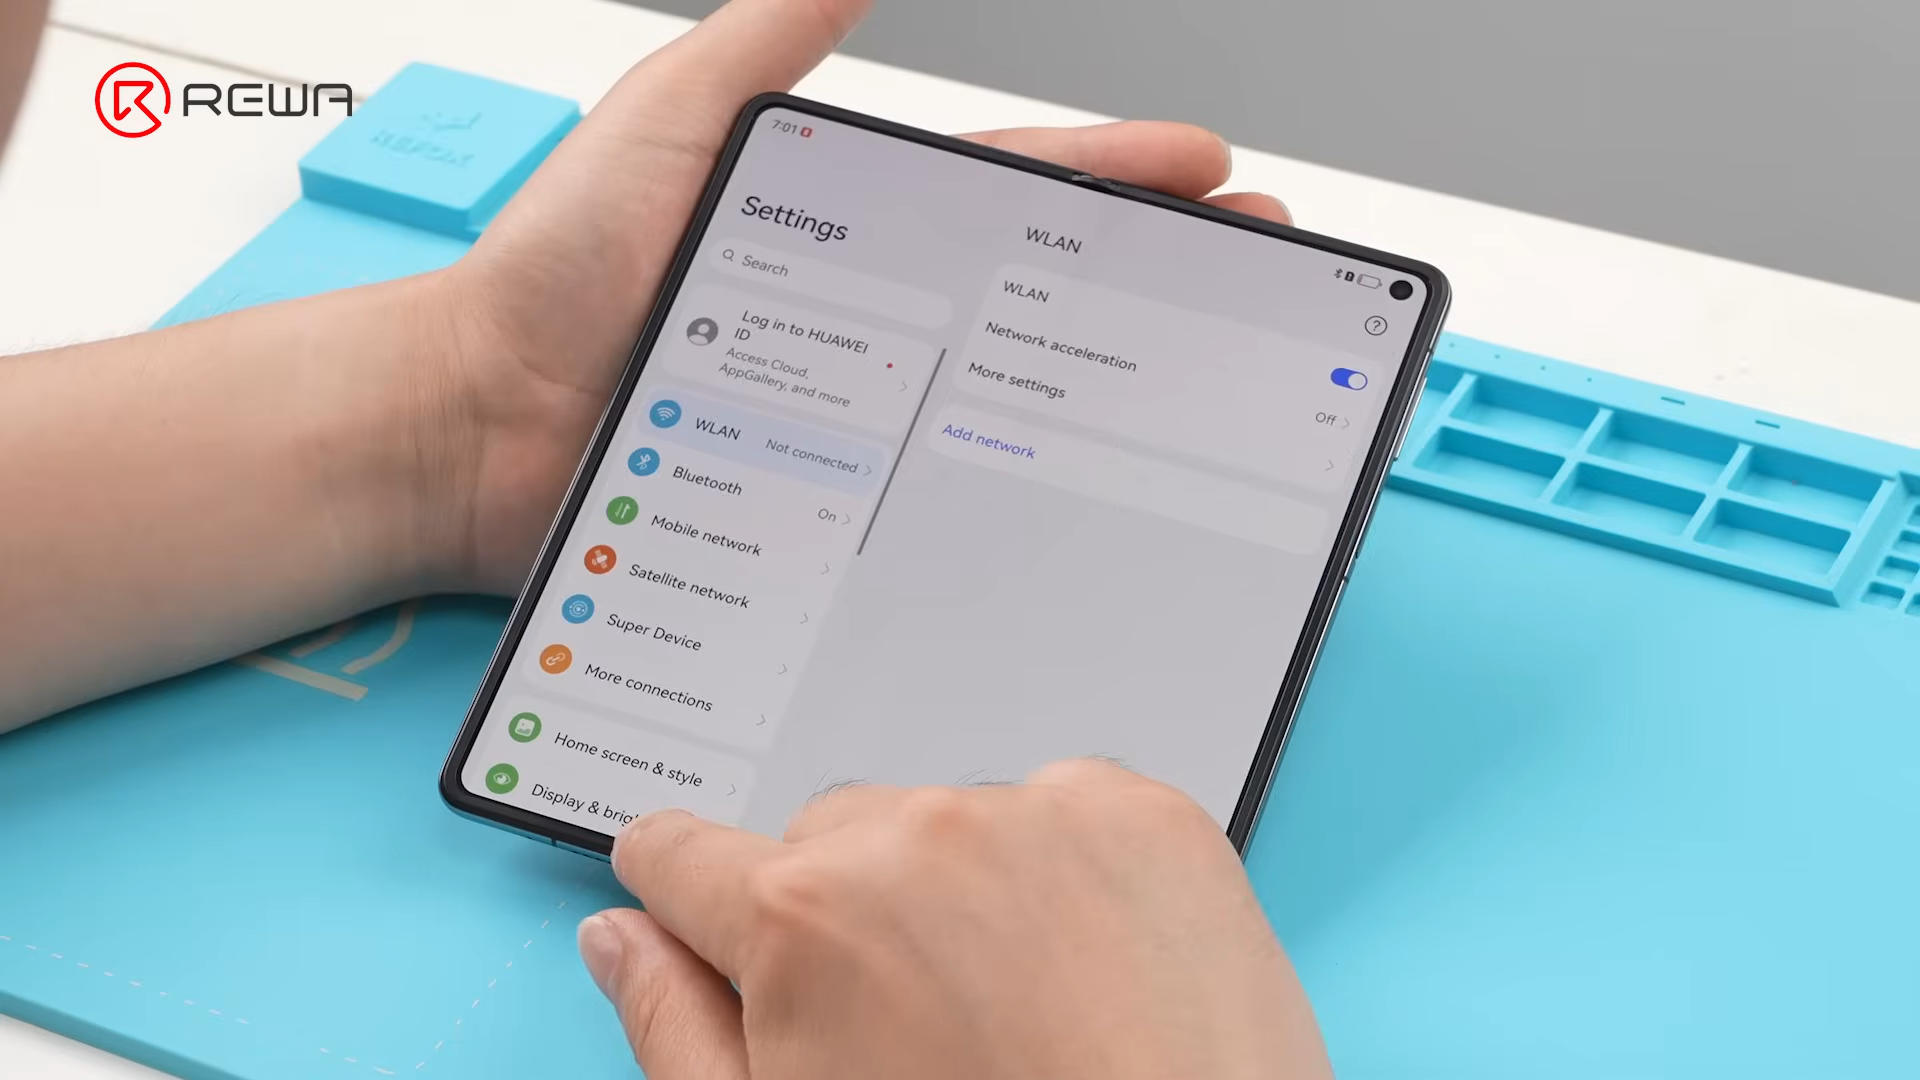 REWA
7:01
Settings
Search
Log in to HUAWEI
ID
Access Cloud,
AppGallery, and more
WLAN
Not connected
Bluetooth
On
Mobile network
Satellite network
Super Device
More connections
Home screen & style
Display &
WLAN
WLAN
Network acceleration
Off
More settings
Add network